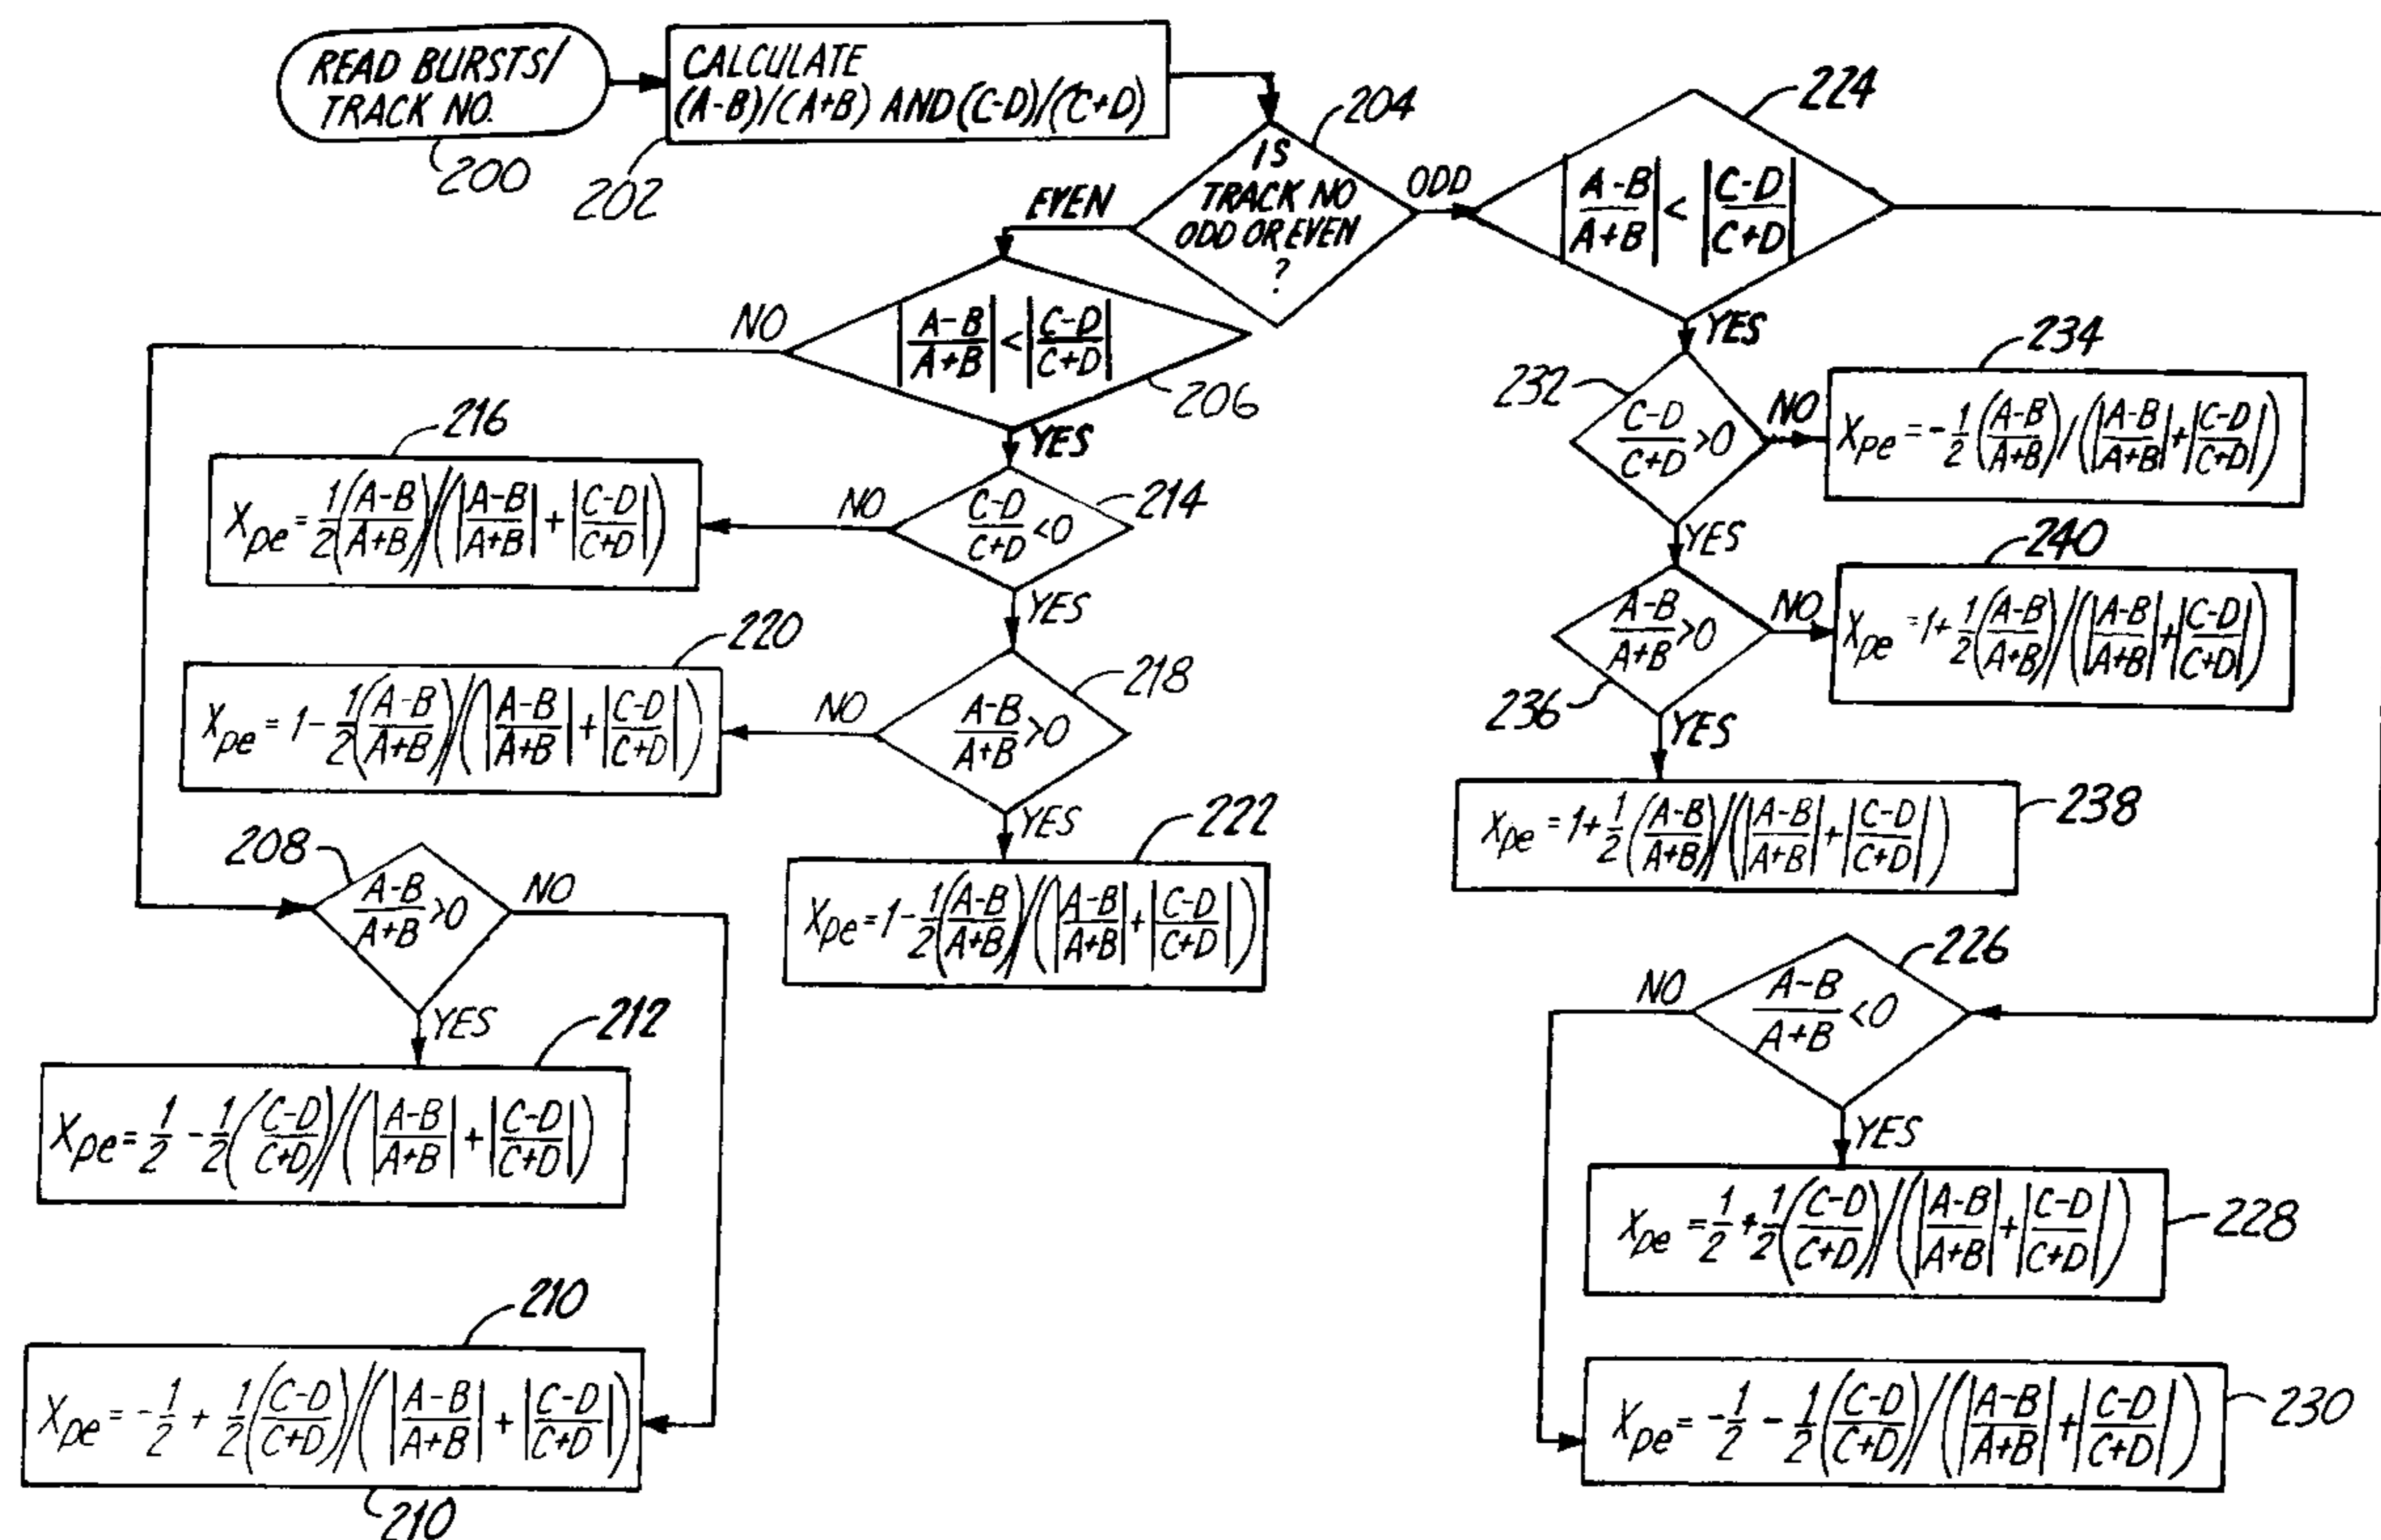 READ BURSTS/
TRACK NO.
200
CALCULATE
(A-B)/(A+B) AND (C-D)/(C+D)
202
IS
TRACK NO
ODD OR EVEN
?
204
EVEN
ODD
|A-B/A+B| < |C-D/C+D|
224
YES
|A-B/A+B| < |C-D/C+D|
206
NO
YES
C-D/C+D >0
232
NO
YES
Xpe = -1/2 (A-B/A+B)/(|A-B/A+B|+|C-D/C+D|)
234
C-D/C+D <0
214
NO
YES
Xpe = 1/2 (A-B/A+B)/(|A-B/A+B|+|C-D/C+D|)
216
A-B/A+B >0
236
NO
YES
Xpe = 1+1/2 (A-B/A+B)/(|A-B/A+B|+|C-D/C+D|)
240
A-B/A+B >0
218
NO
YES
Xpe = 1-1/2 (A-B/A+B)/(|A-B/A+B|+|C-D/C+D|)
220
Xpe = 1+1/2 (A-B/A+B)/(|A-B/A+B|+|C-D/C+D|)
238
Xpe = 1-1/2 (A-B/A+B)/(|A-B/A+B|+|C-D/C+D|)
222
A-B/A+B >0
208
NO
YES
A-B/A+B <0
226
NO
YES
Xpe = 1/2 - 1/2 (C-D/C+D)/(|A-B/A+B|+|C-D/C+D|)
212
Xpe = 1/2 + 1/2 (C-D/C+D)/(|A-B/A+B|+|C-D/C+D|)
228
Xpe = -1/2 + 1/2 (C-D/C+D)/(|A-B/A+B|+|C-D/C+D|)
210
210
Xpe = -1/2 - 1/2 (C-D/C+D)/(|A-B/A+B|+|C-D/C+D|)
230